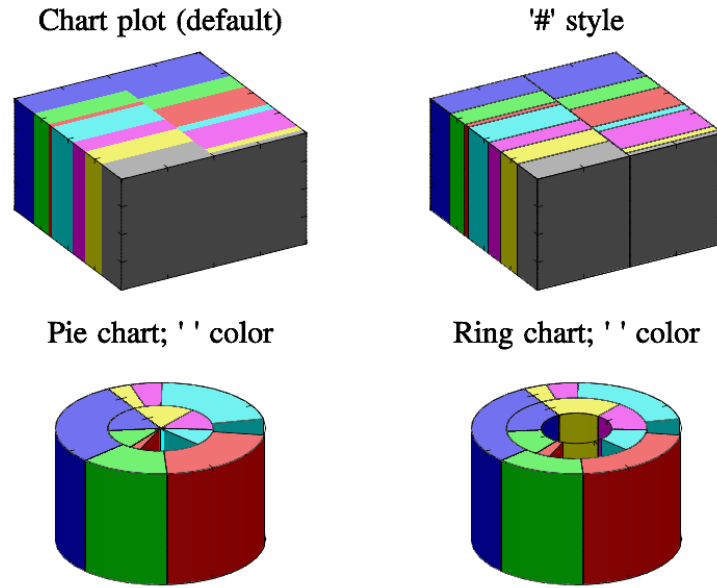 Chart plot (default)
'#' style
Pie chart; ' ' color
Ring chart; ' ' color